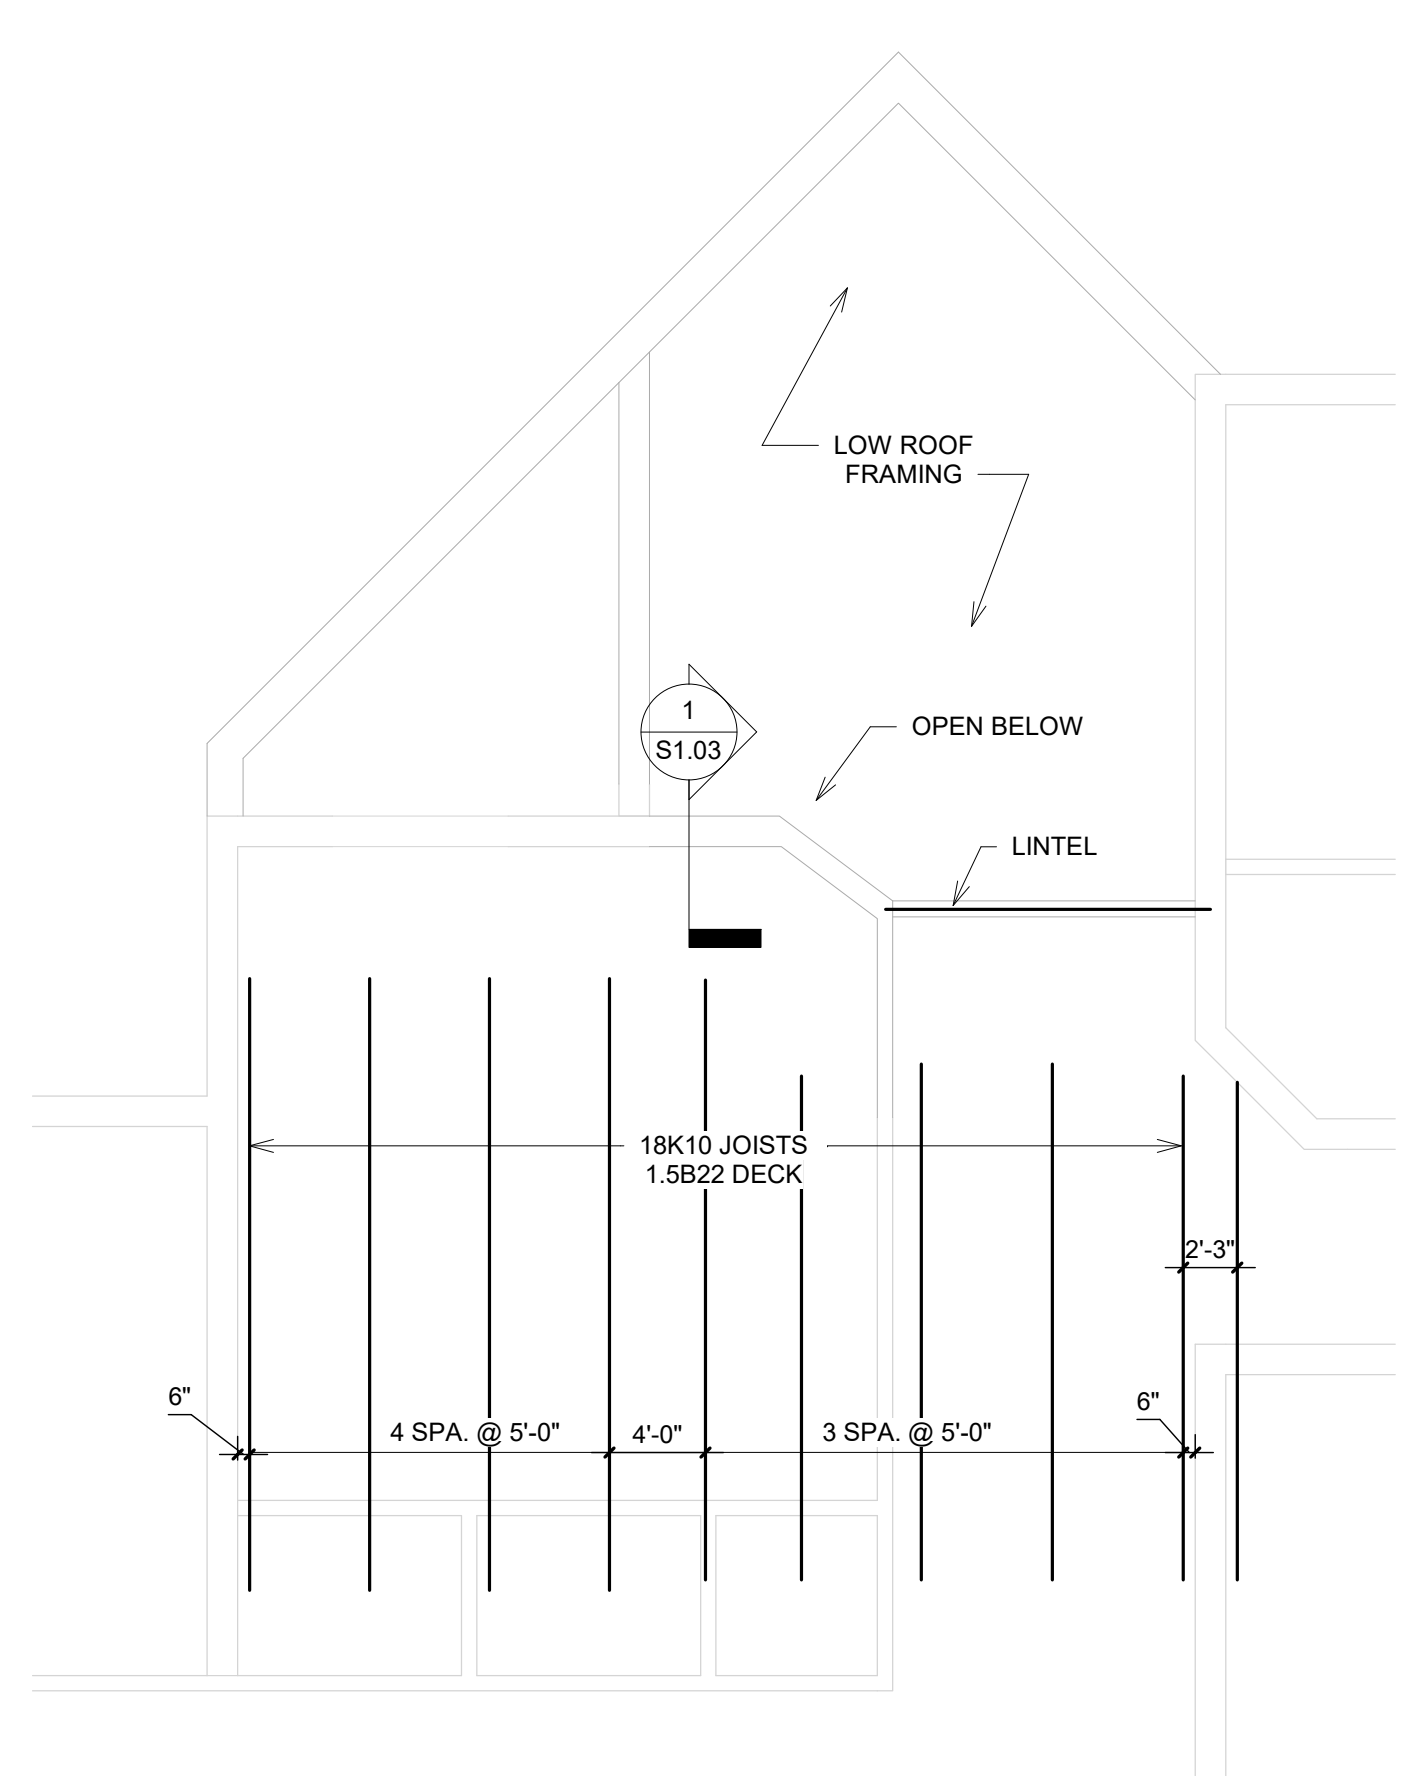 LOW ROOF
FRAMING
1
S1.03
OPEN BELOW
LINTEL
18K10 JOISTS
1.5B22 DECK
2'-3"
6"
6"
4 SPA. @ 5'-0"
4'-0"
3 SPA. @ 5'-0"